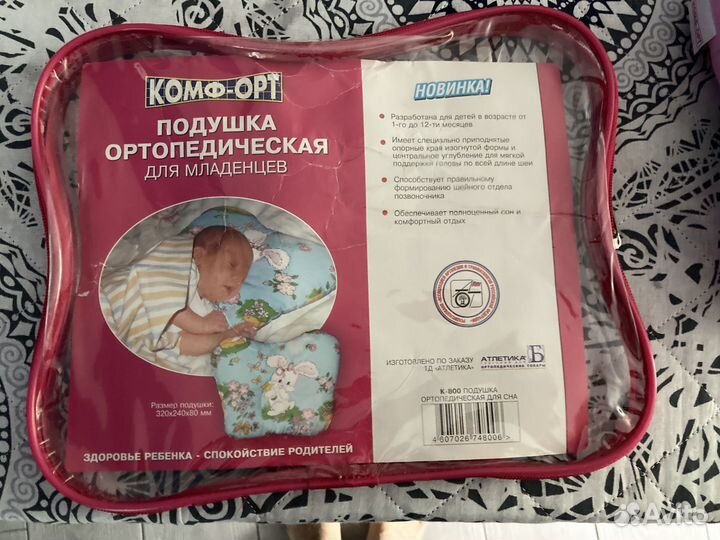 КОМФ-ОРТ
ПОДУШКА
ОРТОПЕДИЧЕСКАЯ
ДЛЯ МЛАДЕНЦЕВ
Размер подушки:
320х240х80 мм
ЗДОРОВЬЕ РЕБЕНКА - СПОКОЙСТВИЕ РОДИТЕЛЕЙ
НОВИНКА!
Разработана для детей в возрасте от
1-го до 12-ти месяцев
Имеет специально приподнятые
опорные края изогнутой формы и
центральное углубление для мягкой
поддержки головы по всей длине шеи
Способствует правильному
формированию шейного отдела
позвоночника
Обеспечивает полноценный сон и
комфортный отдых
ИЗГОТОВЛЕНО ПО ЗАКАЗУ
ТД «АТЛЕТИКА»
АТЛЕТИКА Б
ОРТОПЕДИЧЕСКИЕ ТОВАРЫ
К-800 ПОДУШКА
ОРТОПЕДИЧЕСКАЯ ДЛЯ СНА
4 607026 748006 >
Avito